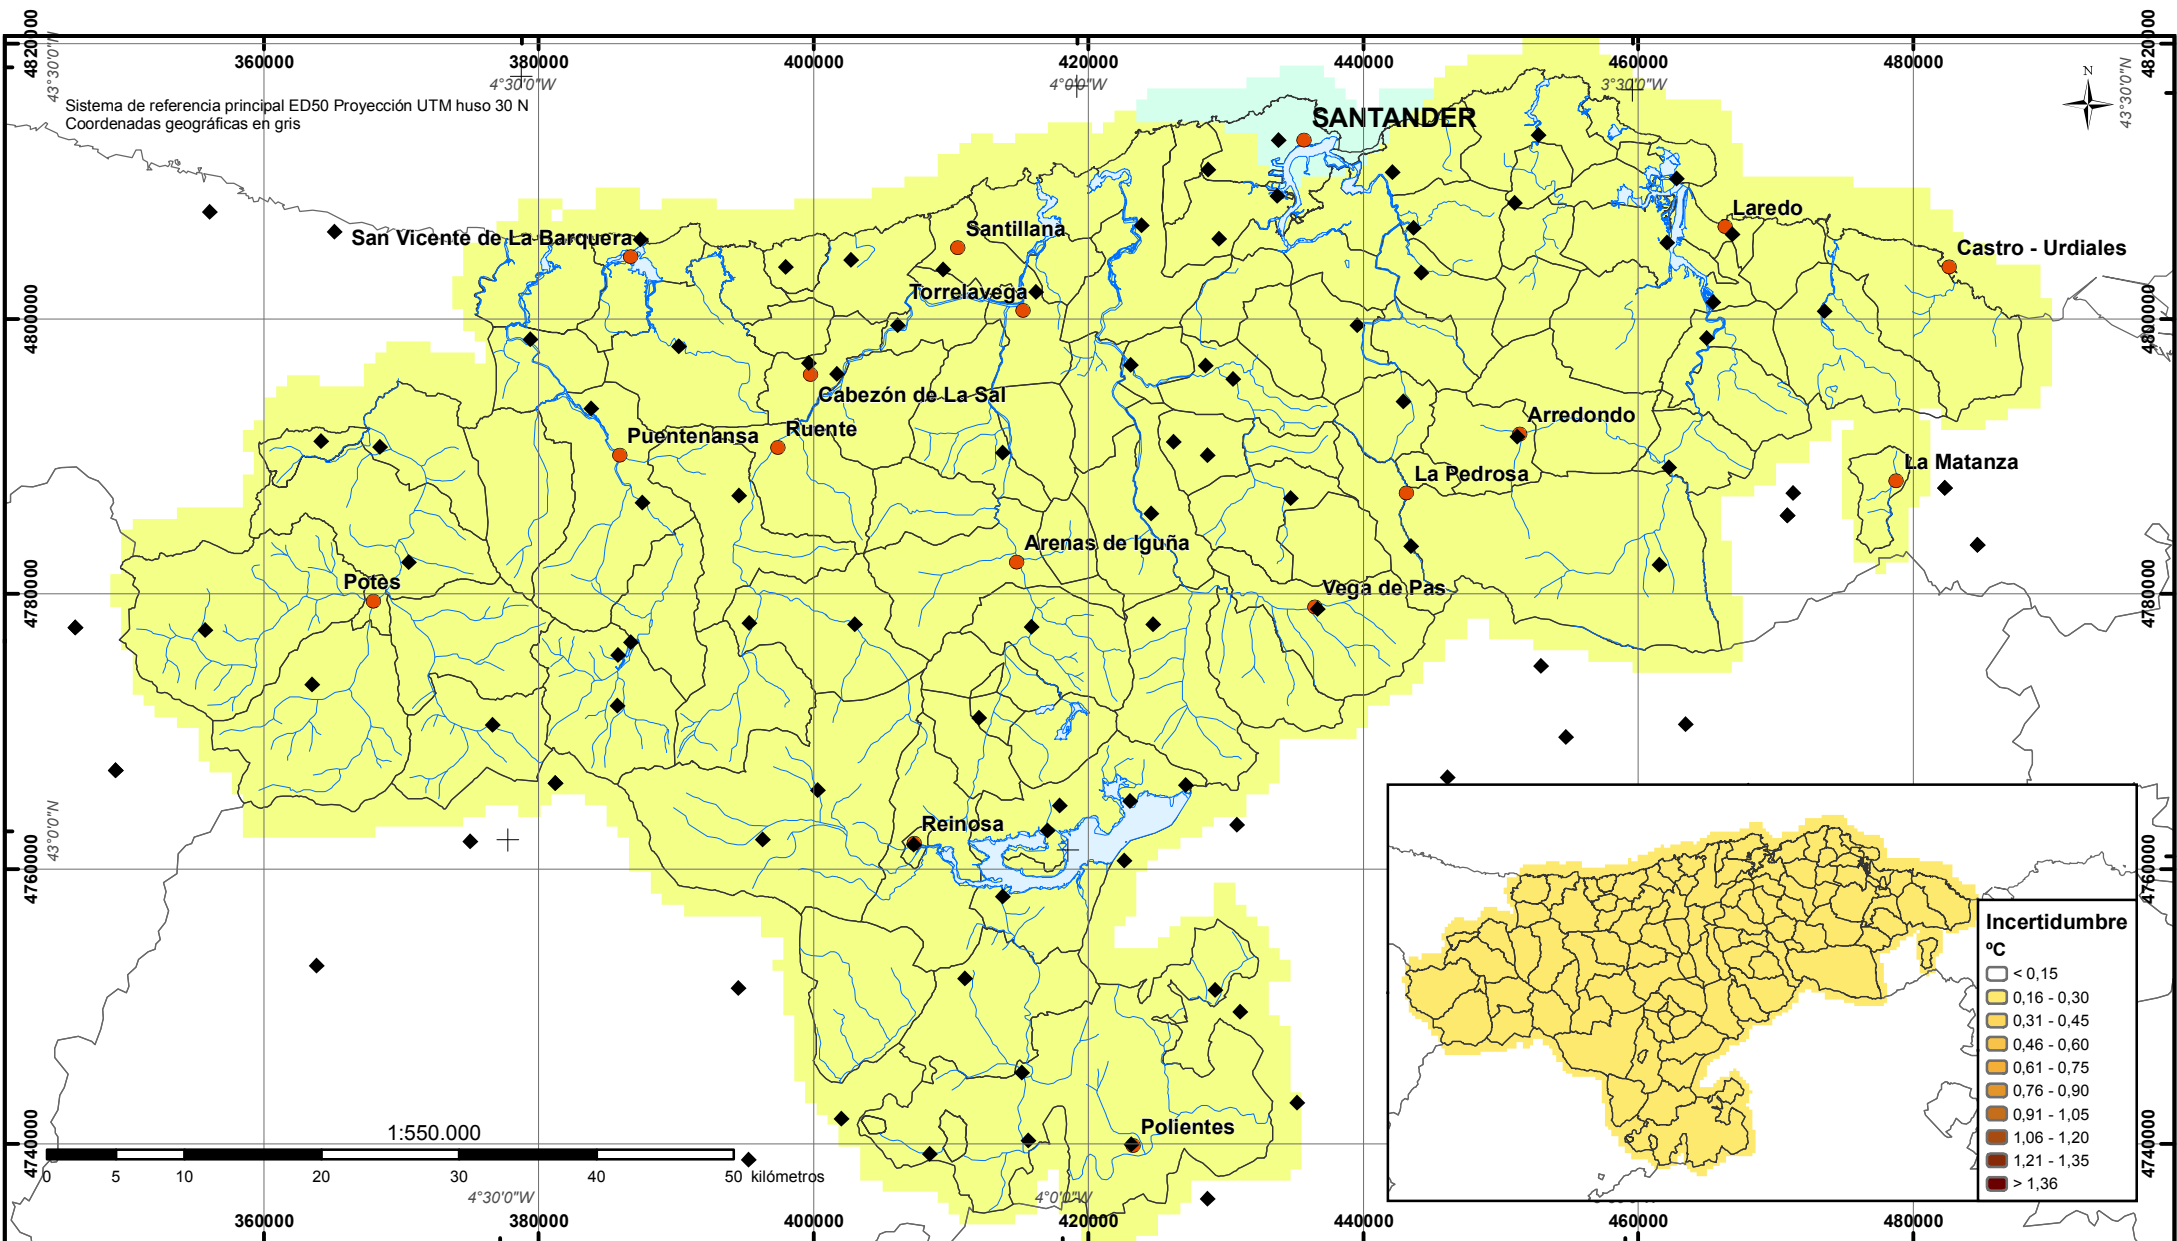 360000
380000
400000
420000
440000
460000
480000
4820000
4820000
43°30'0"N
4°30'0"W
4°0'0"W
3°30'0"W
N
43°30'0"N
Sistema de referencia principal ED50 Proyección UTM huso 30 N
Coordenadas geográficas en gris
SANTANDER
Laredo
Santillana
San Vicente de La Barquera
Castro - Urdiales
Torrelavega
4800000
4800000
Cabezón de La Sal
Arredondo
Ruente
Puentenansa
La Matanza
La Pedrosa
Arenas de Iguña
Potes
Vega de Pas
4780000
4780000
43°0'0"N
Reinosa
4760000
4760000
Incertidumbre
ºC
< 0,15
0,16 - 0,30
0,31 - 0,45
0,46 - 0,60
0,61 - 0,75
0,76 - 0,90
0,91 - 1,05
1,06 - 1,20
1,21 - 1,35
> 1,36
Polientes
1:550.000
4740000
4740000
0 5 10 20 30 40 50 kilómetros
4°30'0"W
4°0'0"W
360000
380000
400000
420000
440000
460000
480000